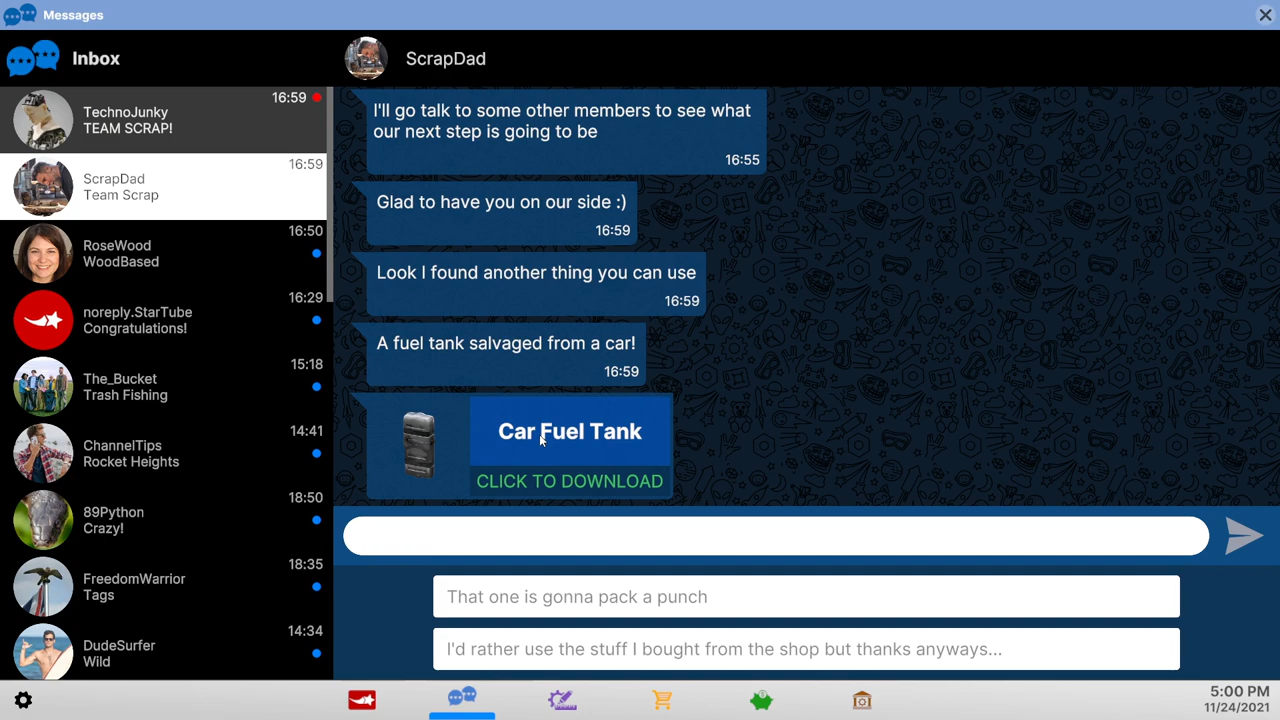 Messages
Inbox
ScrapDad
TechnoJunky
TEAM SCRAP!
16:59
ScrapDad
Team Scrap
16:59
RoseWood
WoodBased
16:50
noreply.StarTube
Congratulations!
16:29
The_Bucket
Trash Fishing
15:18
ChannelTips
Rocket Heights
14:41
89Python
Crazy!
18:50
FreedomWarrior
Tags
18:35
DudeSurfer
Wild
14:34
I'll go talk to some other members to see what
our next step is going to be
16:55
Glad to have you on our side :)
16:59
Look I found another thing you can use
16:59
A fuel tank salvaged from a car!
16:59
Car Fuel Tank
CLICK TO DOWNLOAD
That one is gonna pack a punch
I'd rather use the stuff I bought from the shop but thanks anyways...
5:00 PM
11/24/2021